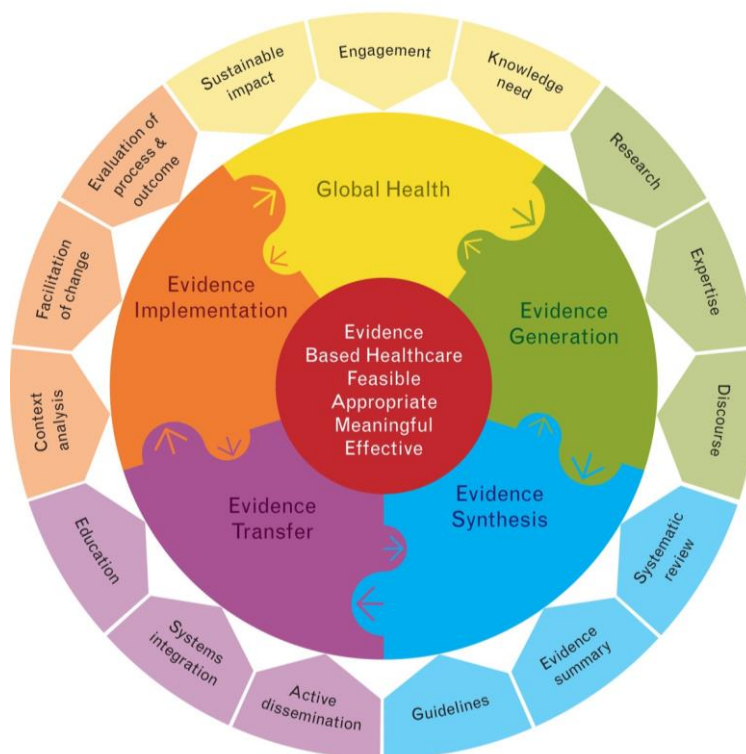 Engagement
Knowledge
need
Research
Expertise
Discourse
Systematic
review
Evidence
summary
Guidelines
Active
dissemination
Systems
integration
Education
Context
analysis
Facilitation
of change
Evaluation of
process &
outcome
Sustainable
impact
Global Health
Evidence
Generation
Evidence
Synthesis
Evidence
Transfer
Evidence
Implementation
Evidence
Based Healthcare
Feasible
Appropriate
Meaningful
Effective